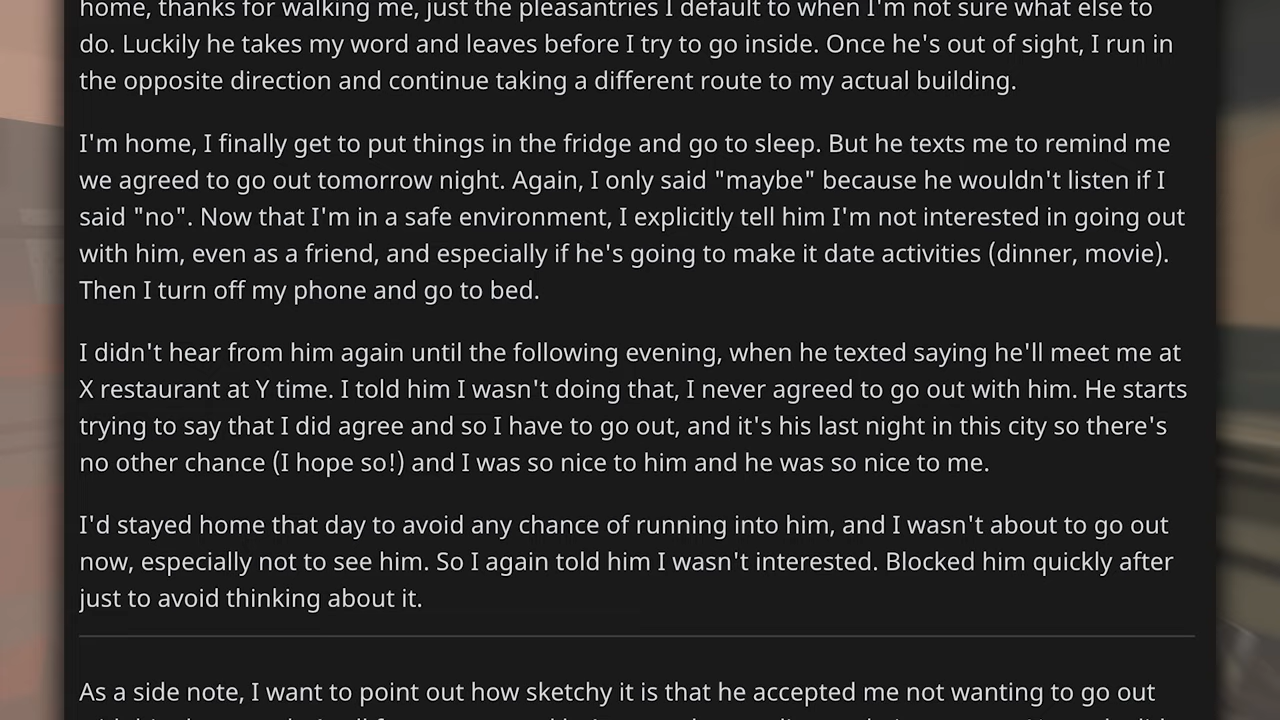 home, thanks for walking me, just the pleasantries I default to when I'm not sure what else to
do. Luckily he takes my word and leaves before I try to go inside. Once he's out of sight, I run in
the opposite direction and continue taking a different route to my actual building.
I'm home, I finally get to put things in the fridge and go to sleep. But he texts me to remind me
we agreed to go out tomorrow night. Again, I only said "maybe" because he wouldn't listen if I
said "no". Now that I'm in a safe environment, I explicitly tell him I'm not interested in going out
with him, even as a friend, and especially if he's going to make it date activities (dinner, movie).
Then I turn off my phone and go to bed.
I didn't hear from him again until the following evening, when he texted saying he'll meet me at
X restaurant at Y time. I told him I wasn't doing that, I never agreed to go out with him. He starts
trying to say that I did agree and so I have to go out, and it's his last night in this city so there's
no other chance (I hope so!) and I was so nice to him and he was so nice to me.
I'd stayed home that day to avoid any chance of running into him, and I wasn't about to go out
now, especially not to see him. So I again told him I wasn't interested. Blocked him quickly after
just to avoid thinking about it.
As a side note, I want to point out how sketchy it is that he accepted me not wanting to go out